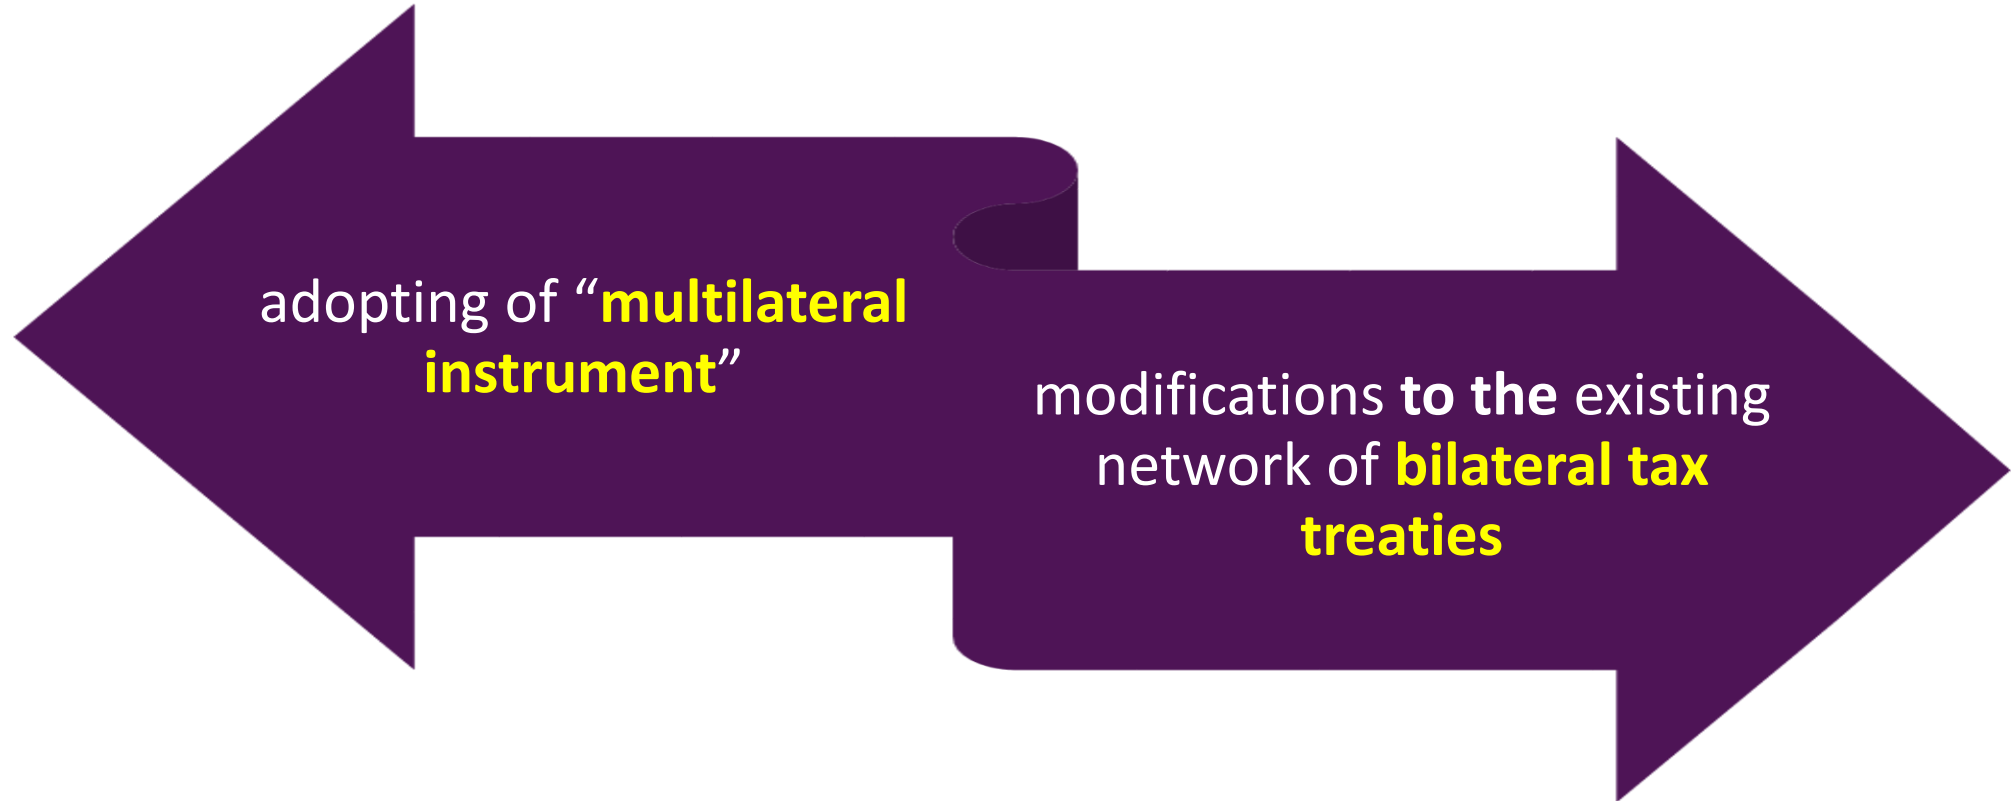 adopting of “multilateral
instrument”
modifications to the existing
network of bilateral tax
treaties